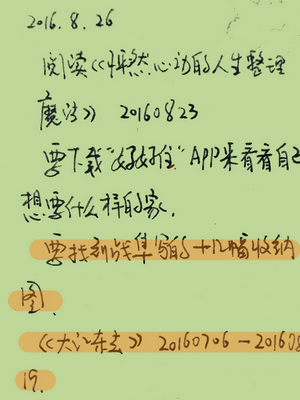 2016.8.26
阅读《怦然心动的人生整理
魔法》 20160823
要下载"好好住"APP来看看自己
想要什么样的家.
要找到战隼写的十几幅收纳
图.
《大江东去》 20160706-201608
19.